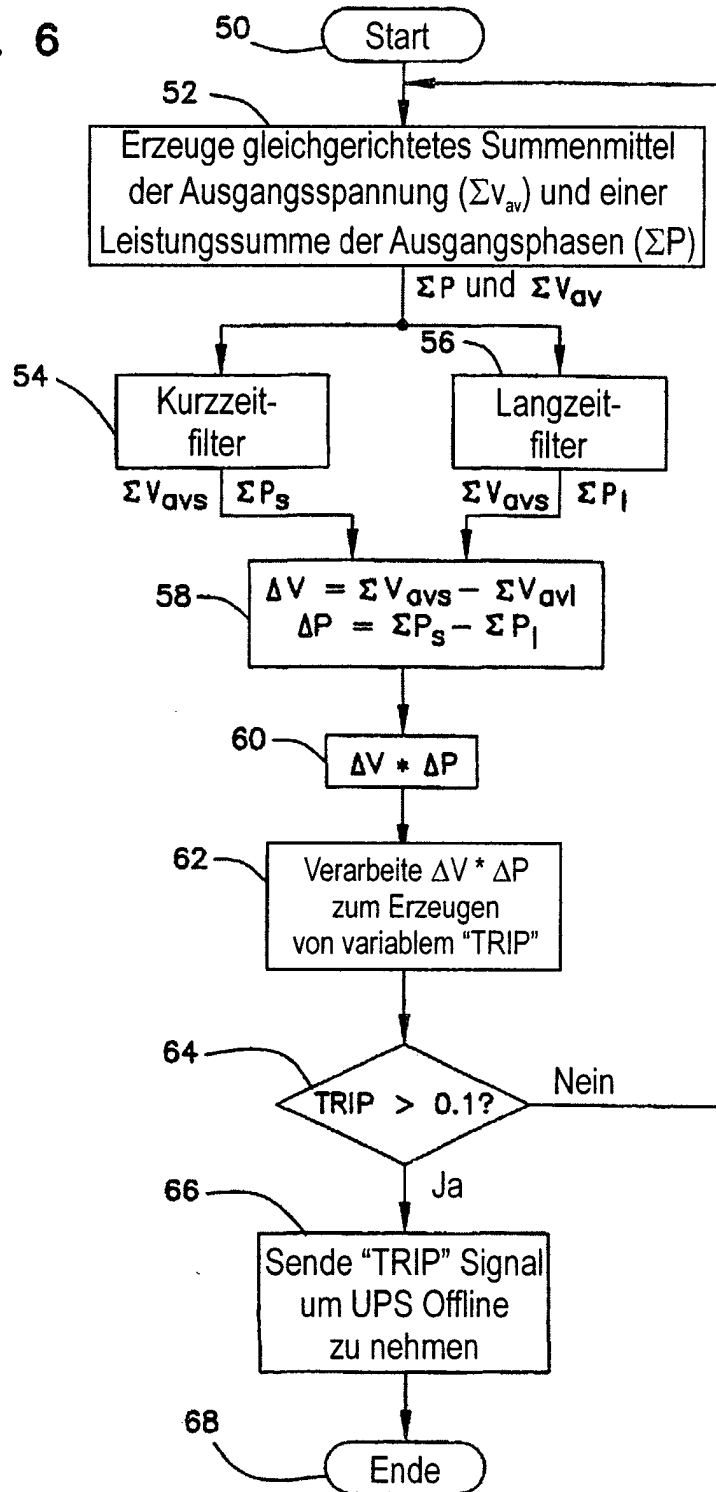 . 6
50
Start
52
Erzeuge gleichgerichtetes Summenmittel
der Ausgangsspannung (Σv_av) und einer
Leistungssumme der Ausgangsphasen (ΣP)
ΣP und ΣV_av
54
56
Kurzzeit-
filter
Langzeit-
filter
ΣV_avs ΣP_s
ΣV_avs ΣP_l
58
ΔV = ΣV_avs − ΣV_avl
ΔP = ΣP_s − ΣP_l
60
ΔV * ΔP
62
Verarbeite ΔV * ΔP
zum Erzeugen
von variablem “TRIP”
64
TRIP > 0.1?
Nein
Ja
66
Sende “TRIP” Signal
um UPS Offline
zu nehmen
68
Ende